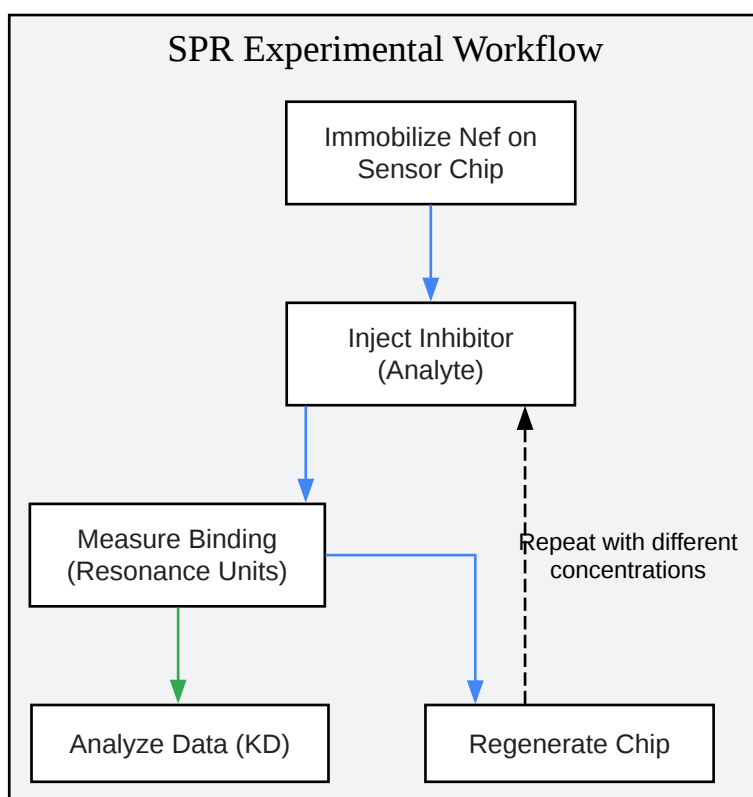 SPR Experimental Workflow
Immobilize Nef on
Sensor Chip
Inject Inhibitor
(Analyte)
Measure Binding
(Resonance Units)
Repeat with different
concentrations
Analyze Data (KD)
Regenerate Chip